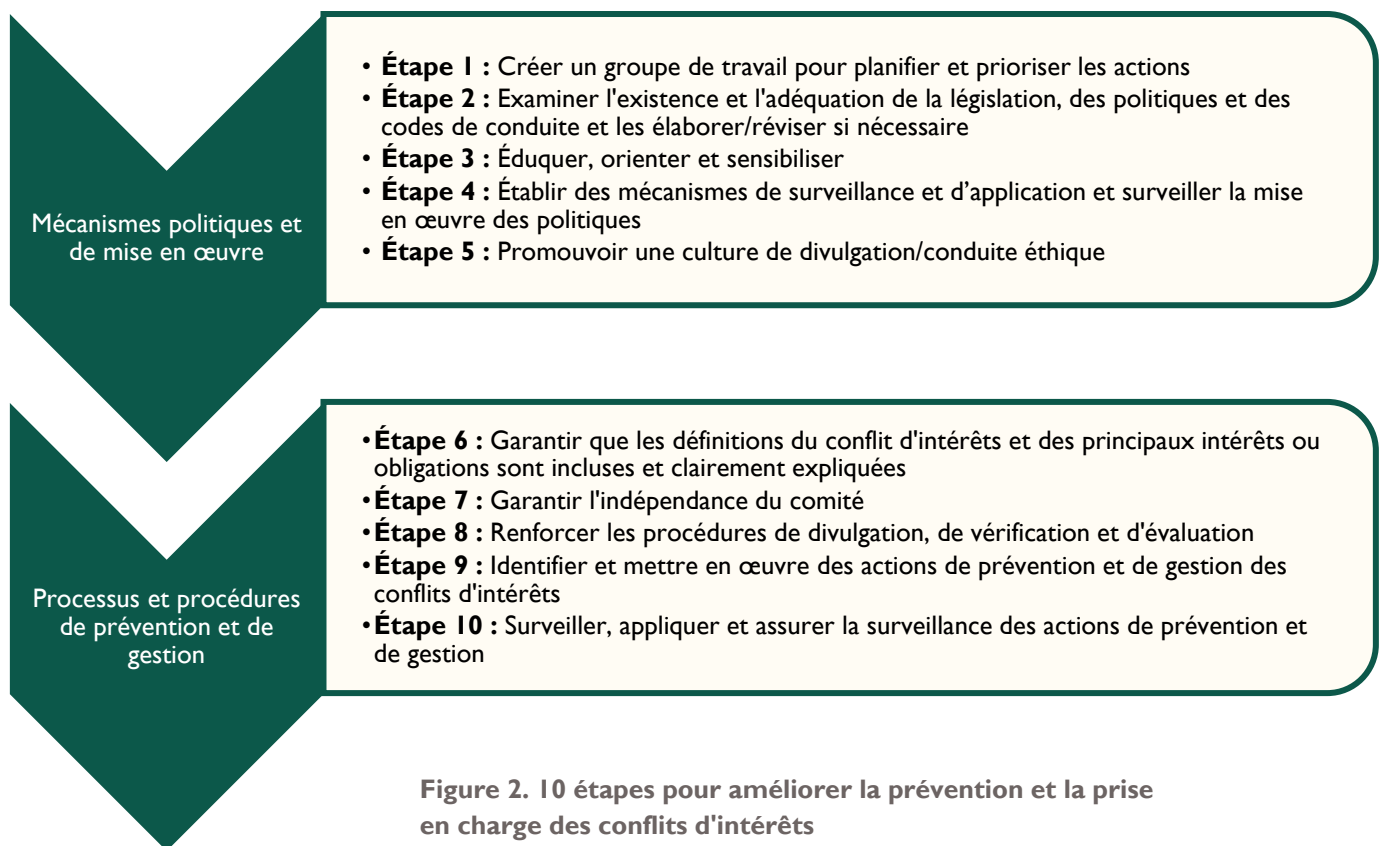 Mécanismes politiques et
de mise en œuvre
• Étape 1 : Créer un groupe de travail pour planifier et prioriser les actions
• Étape 2 : Examiner l'existence et l'adéquation de la législation, des politiques et des
codes de conduite et les élaborer/réviser si nécessaire
• Étape 3 : Éduquer, orienter et sensibiliser
• Étape 4 : Établir des mécanismes de surveillance et d’application et surveiller la mise
en œuvre des politiques
• Étape 5 : Promouvoir une culture de divulgation/conduite éthique
Processus et procédures
de prévention et de
gestion
•Étape 6 : Garantir que les définitions du conflit d'intérêts et des principaux intérêts ou
obligations sont incluses et clairement expliquées
•Étape 7 : Garantir l'indépendance du comité
•Étape 8 : Renforcer les procédures de divulgation, de vérification et d'évaluation
•Étape 9 : Identifier et mettre en œuvre des actions de prévention et de gestion des
conflits d'intérêts
•Étape 10 : Surveiller, appliquer et assurer la surveillance des actions de prévention et
de gestion
Figure 2. 10 étapes pour améliorer la prévention et la prise
en charge des conflits d'intérêts